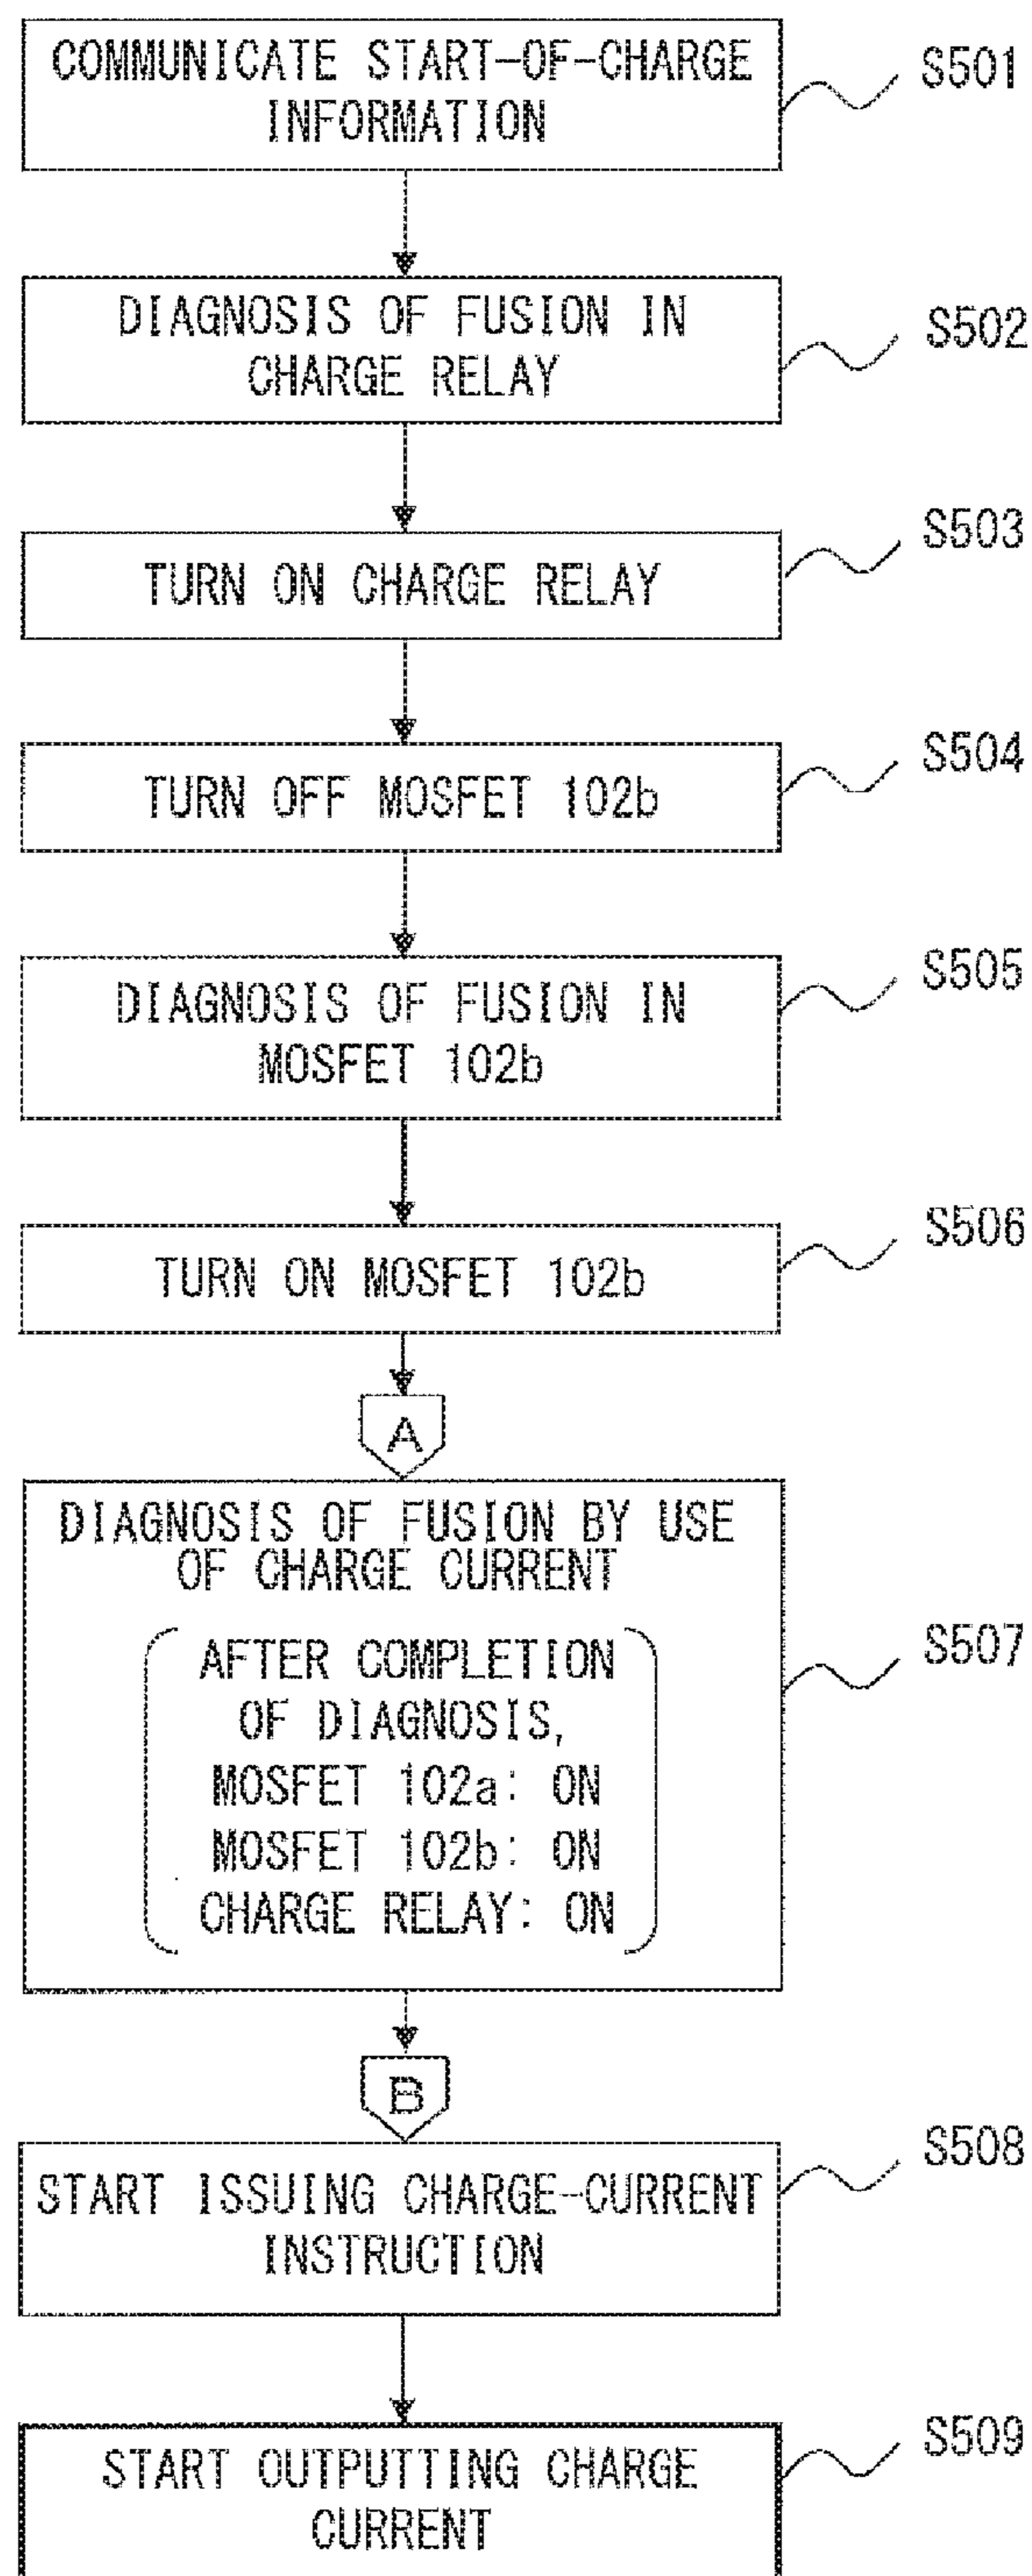 COMMUNICATE START-OF-CHARGE
INFORMATION
S501
DIAGNOSIS OF FUSION IN
CHARGE RELAY
S502
TURN ON CHARGE RELAY
S503
TURN OFF MOSFET 102b
S504
DIAGNOSIS OF FUSION IN
MOSFET 102b
S505
TURN ON MOSFET 102b
S506
A
DIAGNOSIS OF FUSION BY USE
OF CHARGE CURRENT
AFTER COMPLETION
OF DIAGNOSIS,
MOSFET 102a: ON
MOSFET 102b: ON
CHARGE RELAY: ON
S507
B
START ISSUING CHARGE-CURRENT
INSTRUCTION
S508
START OUTPUTTING CHARGE
CURRENT
S509